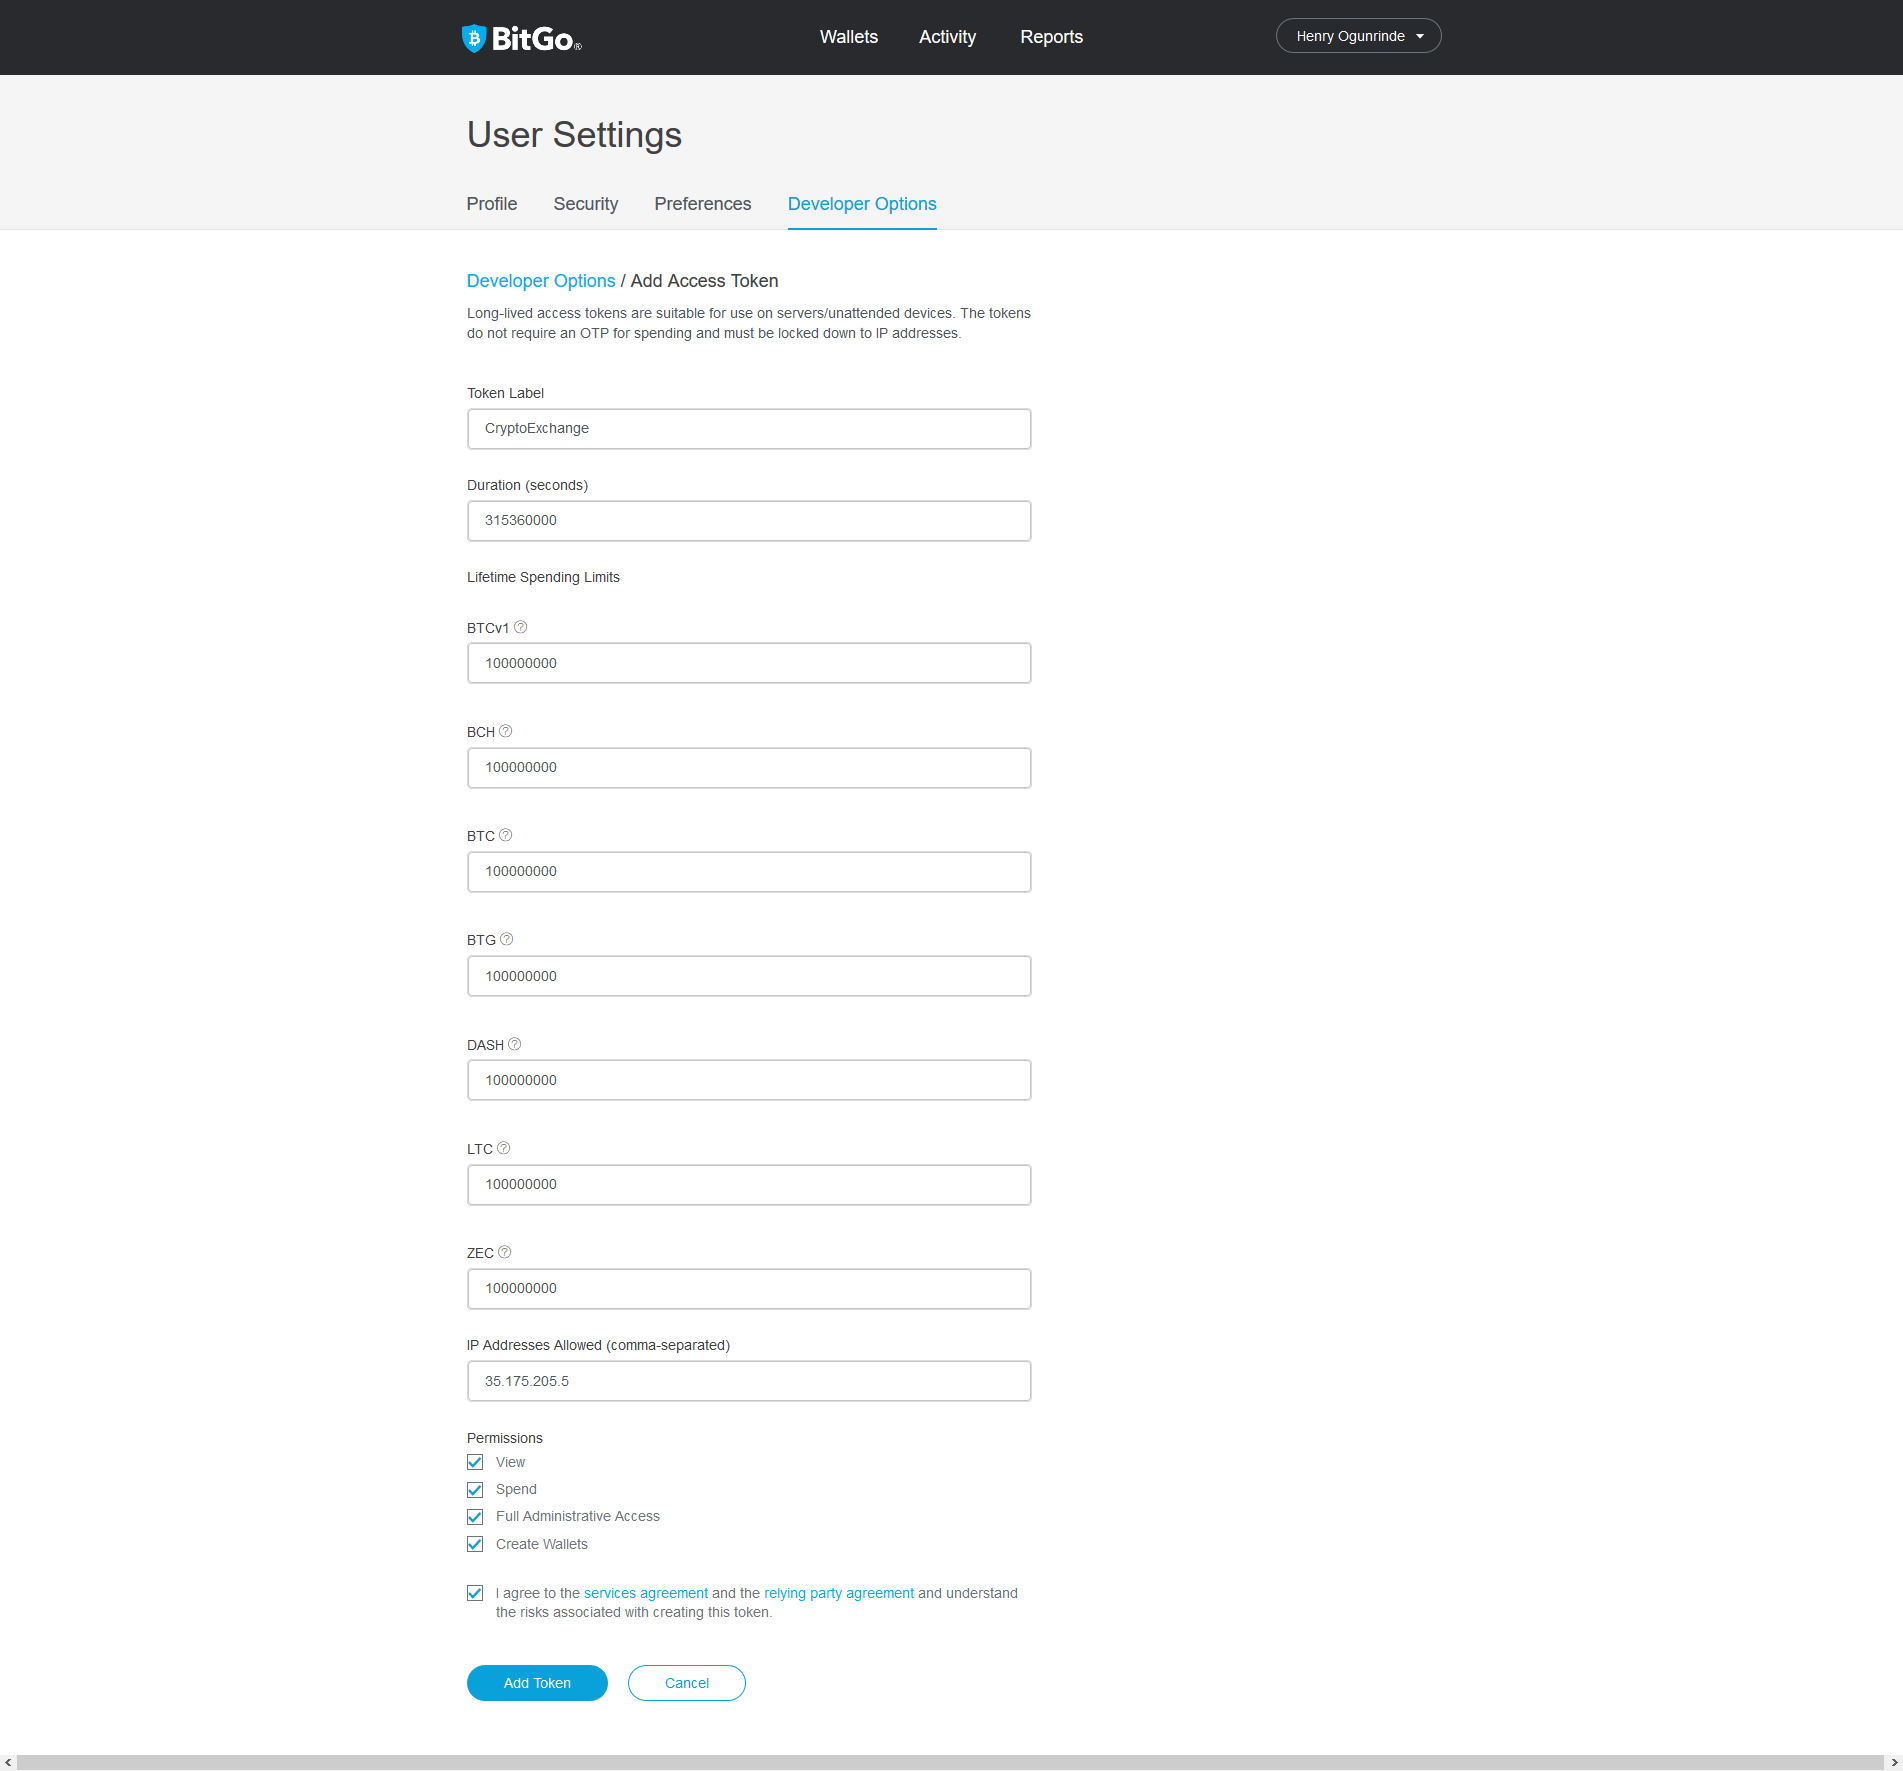 BitGo®
Wallets
Activity
Reports
Henry Ogunrinde
User Settings
Profile
Security
Preferences
Developer Options
Developer Options / Add Access Token
Long-lived access tokens are suitable for use on servers/unattended devices. The tokens
do not require an OTP for spending and must be locked down to IP addresses.
Token Label
CryptoExchange
Duration (seconds)
315360000
Lifetime Spending Limits
BTCv1 ?
100000000
BCH ?
100000000
BTC ?
100000000
BTG ?
100000000
DASH ?
100000000
LTC ?
100000000
ZEC ?
100000000
IP Addresses Allowed (comma-separated)
35.175.205.5
Permissions
View
Spend
Full Administrative Access
Create Wallets
I agree to the services agreement and the relying party agreement and understand
the risks associated with creating this token.
Add Token
Cancel